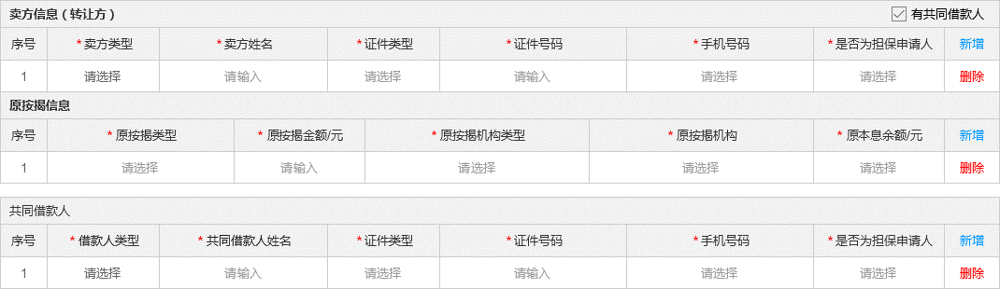 卖方信息（转让方） 有共同借款人
序号 *卖方类型 *卖方姓名 *证件类型 *证件号码 *手机号码 *是否为担保申请人 新增
1 请选择 请输入 请选择 请输入 请选择 请选择 删除
原按揭信息
序号 *原按揭类型 *原按揭金额/元 *原按揭机构类型 *原按揭机构 *原本息余额/元 新增
1 请选择 请输入 请选择 请选择 请选择 删除
共同借款人
序号 *借款人类型 *共同借款人姓名 *证件类型 *证件号码 *手机号码 *是否为担保申请人 新增
1 请选择 请输入 请选择 请输入 请选择 请选择 删除